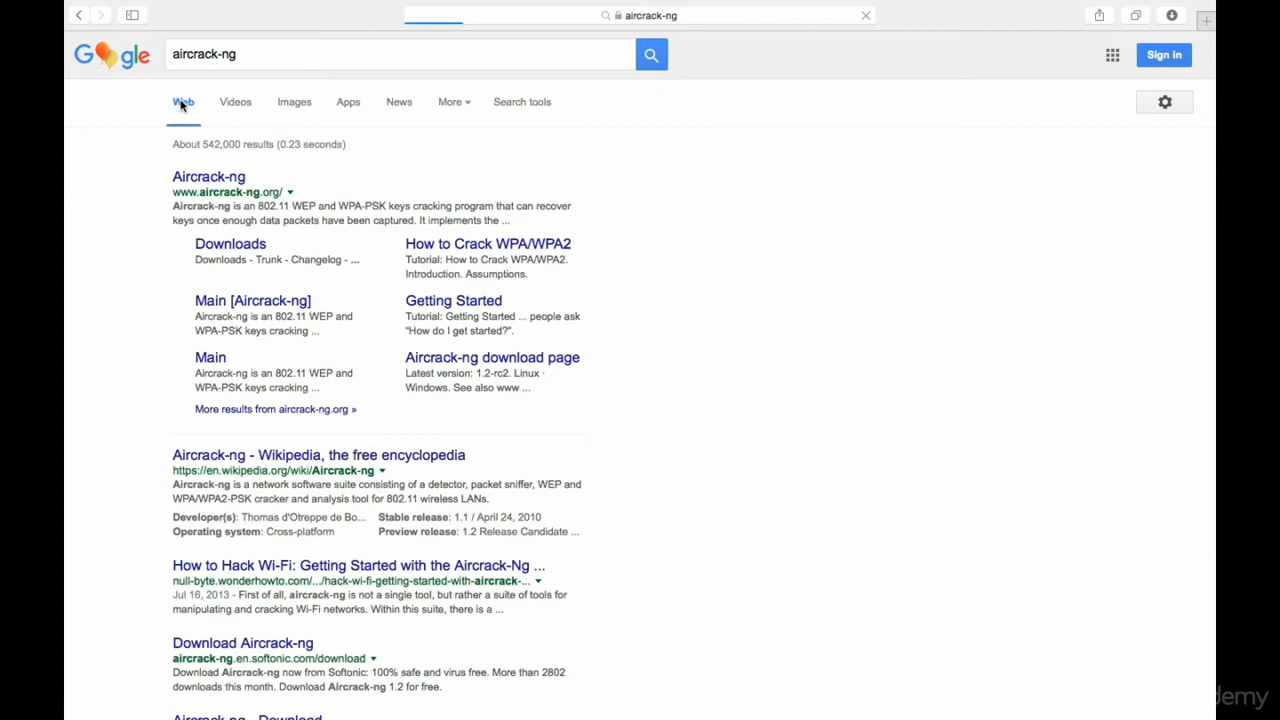 aircrack-ng
Google
aircrack-ng
Sign in
Web
Videos
Images
Apps
News
More
Search tools
About 542,000 results (0.23 seconds)
Aircrack-ng
www.aircrack-ng.org/
Aircrack-ng is an 802.11 WEP and WPA-PSK keys cracking program that can recover
keys once enough data packets have been captured. It implements the ...
Downloads
Downloads - Trunk - Changelog - ...
How to Crack WPA/WPA2
Tutorial: How to Crack WPA/WPA2.
Introduction. Assumptions.
Main [Aircrack-ng]
Aircrack-ng is an 802.11 WEP and
WPA-PSK keys cracking ...
Getting Started
Tutorial: Getting Started ... people ask
"How do I get started?".
Main
Aircrack-ng is an 802.11 WEP and
WPA-PSK keys cracking ...
Aircrack-ng download page
Latest version: 1.2-rc2. Linux ·
Windows. See also www ...
More results from aircrack-ng.org »
Aircrack-ng - Wikipedia, the free encyclopedia
https://en.wikipedia.org/wiki/Aircrack-ng
Aircrack-ng is a network software suite consisting of a detector, packet sniffer, WEP and
WPA/WPA2-PSK cracker and analysis tool for 802.11 wireless LANs.
Developer(s): Thomas d'Otreppe de Bo... Stable release: 1.1 / April 24, 2010
Operating system: Cross-platform Preview release: 1.2 Release Candidate ...
How to Hack Wi-Fi: Getting Started with the Aircrack-Ng ...
null-byte.wonderhowto.com/.../hack-wi-fi-getting-started-with-aircrack-...
Jul 16, 2013 - First of all, aircrack-ng is not a single tool, but rather a suite of tools for
manipulating and cracking Wi-Fi networks. Within this suite, there is a ...
Download Aircrack-ng
aircrack-ng.en.softonic.com/download
Download Aircrack-ng now from Softonic: 100% safe and virus free. More than 2802
downloads this month. Download Aircrack-ng 1.2 for free.
Aircrack-ng - Download
demy